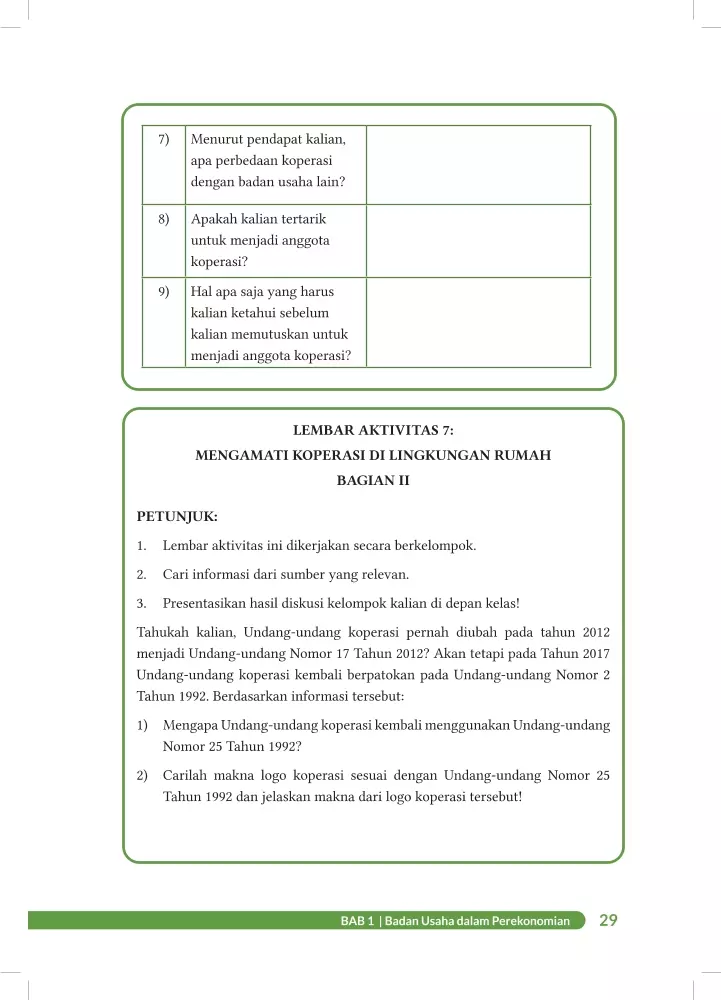 7) Menurut pendapat kalian,
apa perbedaan koperasi
dengan badan usaha lain?
8) Apakah kalian tertarik
untuk menjadi anggota
koperasi?
9) Hal apa saja yang harus
kalian ketahui sebelum
kalian memutuskan untuk
menjadi anggota koperasi?
LEMBAR AKTIVITAS 7:
MENGAMATI KOPERASI DI LINGKUNGAN RUMAH
BAGIAN II
PETUNJUK:
1. Lembar aktivitas ini dikerjakan secara berkelompok.
2. Cari informasi dari sumber yang relevan.
3. Presentasikan hasil diskusi kelompok kalian di depan kelas!
Tahukah kalian, Undang-undang koperasi pernah diubah pada tahun 2012
menjadi Undang-undang Nomor 17 Tahun 2012? Akan tetapi pada Tahun 2017
Undang-undang koperasi kembali berpatokan pada Undang-undang Nomor 2
Tahun 1992. Berdasarkan informasi tersebut:
1) Mengapa Undang-undang koperasi kembali menggunakan Undang-undang
Nomor 25 Tahun 1992?
2) Carilah makna logo koperasi sesuai dengan Undang-undang Nomor 25
Tahun 1992 dan jelaskan makna dari logo koperasi tersebut!
BAB 1 | Badan Usaha dalam Perekonomian 29